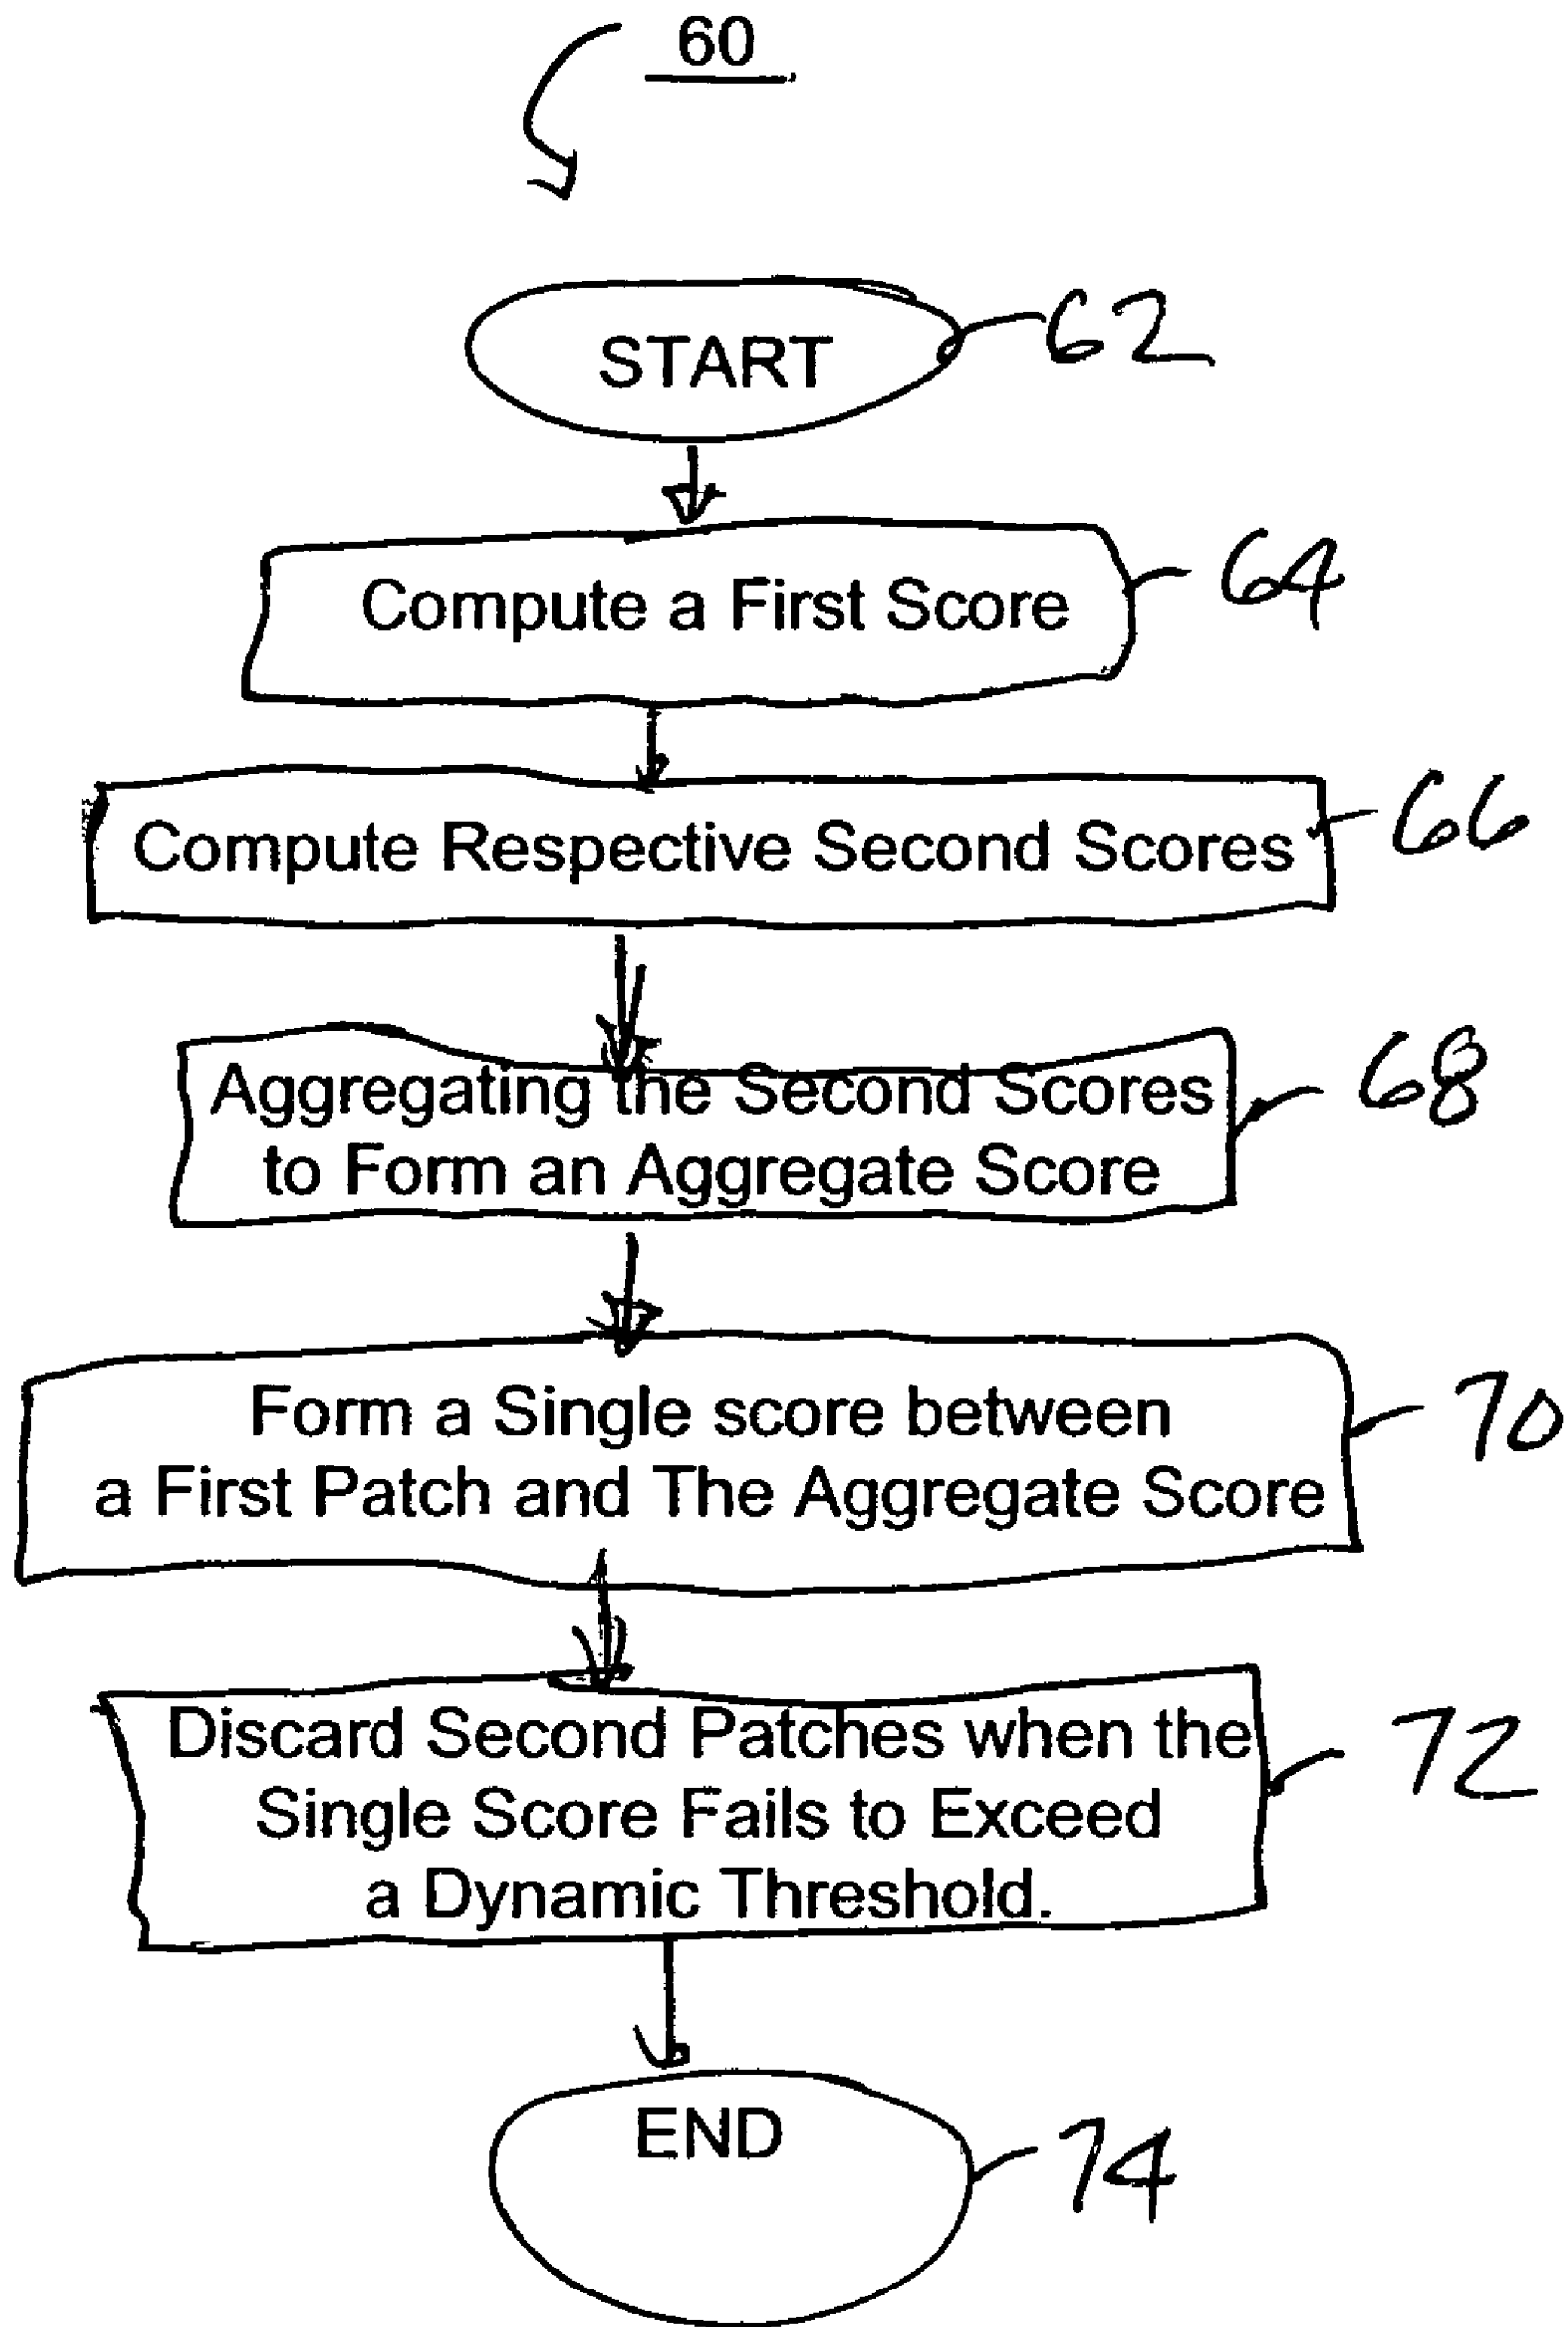 60
START
62
Compute a First Score
64
Compute Respective Second Scores
66
Aggregating the Second Scores
to Form an Aggregate Score
68
Form a Single score between
a First Patch and The Aggregate Score
70
Discard Second Patches when the
Single Score Fails to Exceed
a Dynamic Threshold.
72
END
74